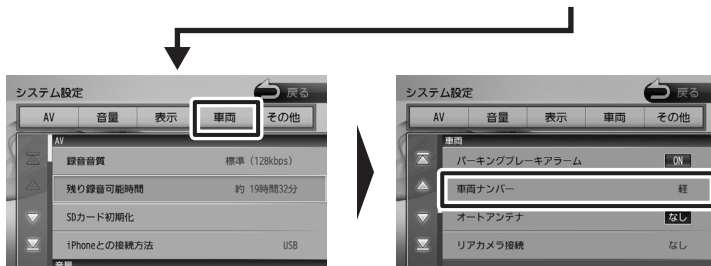 システム設定
戻る
AV 音量 表示 車両 その他
AV
録音音質 標準（128kbps）
残り録音可能時間 約 19時間32分
SDカード初期化
iPhoneとの接続方法 USB
音量
システム設定
戻る
AV 音量 表示 車両 その他
車両
パーキングブレーキアラーム ON
車両ナンバー 軽
オートアンテナ なし
リアカメラ接続 なし